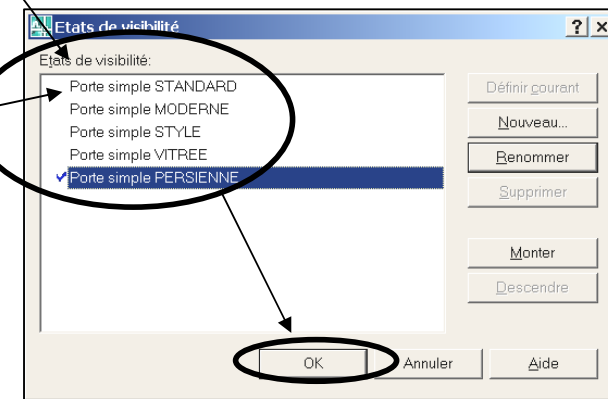 Etats de visibilité
Etats de visibilité:
Porte simple STANDARD
Porte simple MODERNE
Porte simple STYLE
Porte simple VITREE
Porte simple PERSIENNE
Définir courant
Nouveau...
Renommer
Supprimer
Monter
Descendre
OK
Annuler
Aide